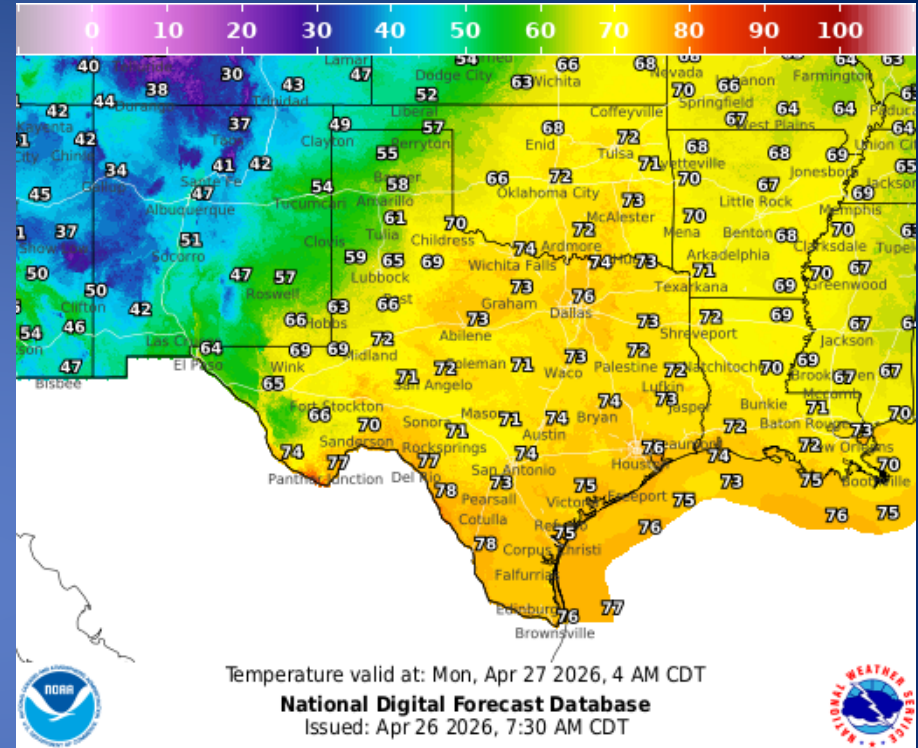 0 10 20 30 40 50 60 70 80 90 100
40 30 43 47 54 66 68 68 64 63
Lamar
Dodge City Wichita Nevada Lebanon Farmington
38 63 70 66
44 Durango Trinidad 52 Springfield
42 Liberal Coffeyville 67 64 64
37 49 57 68 West Plains
42 Clayton Perryton Enid 72 64
55 Tulsa 68 68 69 Union City
34 41 42 71 Jonesboro 65
Santa Fe 54 58 66 72 70 67 Jackson
45 47 Tucumcari Amarillo Oklahoma City Little Rock 69
Albuquerque 73 Memphis
37 51 61 70 McAlester 70 70
Socorro Clovis Tulia Childress 72 Mena Benton 68 Clarksdale
59 65 69 74 Ardmore Arkadelphia
50 47 57 Lubbock Wichita Falls 74 73 71 70 67
50 Roswell 73 Texarkana 69 Greenwood
Clifton 42 63 66 Graham 76
46 66 Hobbs 73 Dallas 73 72 69 67
54 Abilene Shreveport Jackson
64 69 69 72 72
El Paso Wink Midland 73 69
47 65 71 72 71 Waco Palestine 72 70 67 67
Bisbee San Angelo Lufkin
66 Fort Stockton 74 73 Bunkie 71
70 Sonora 71 74 Bryan Jasper 72 Baton Rouge 70
Sanderson 71 Austin 73
74 77 Rocksprings 74 76 74 72 New Orleans
Panther Junction Del Rio 77 San Antonio Houston 70
78 73 75 Freeport 73 75 Boothville
Pearsall 75
Cotulla 76 76 75
75
78 Corpus Christi
Falfurrias
Edinburg 76 77
Brownsville
NOAA
NATIONAL WEATHER SERVICE
Temperature valid at: Mon, Apr 27 2026, 4 AM CDT
National Digital Forecast Database
Issued: Apr 26 2026, 7:30 AM CDT